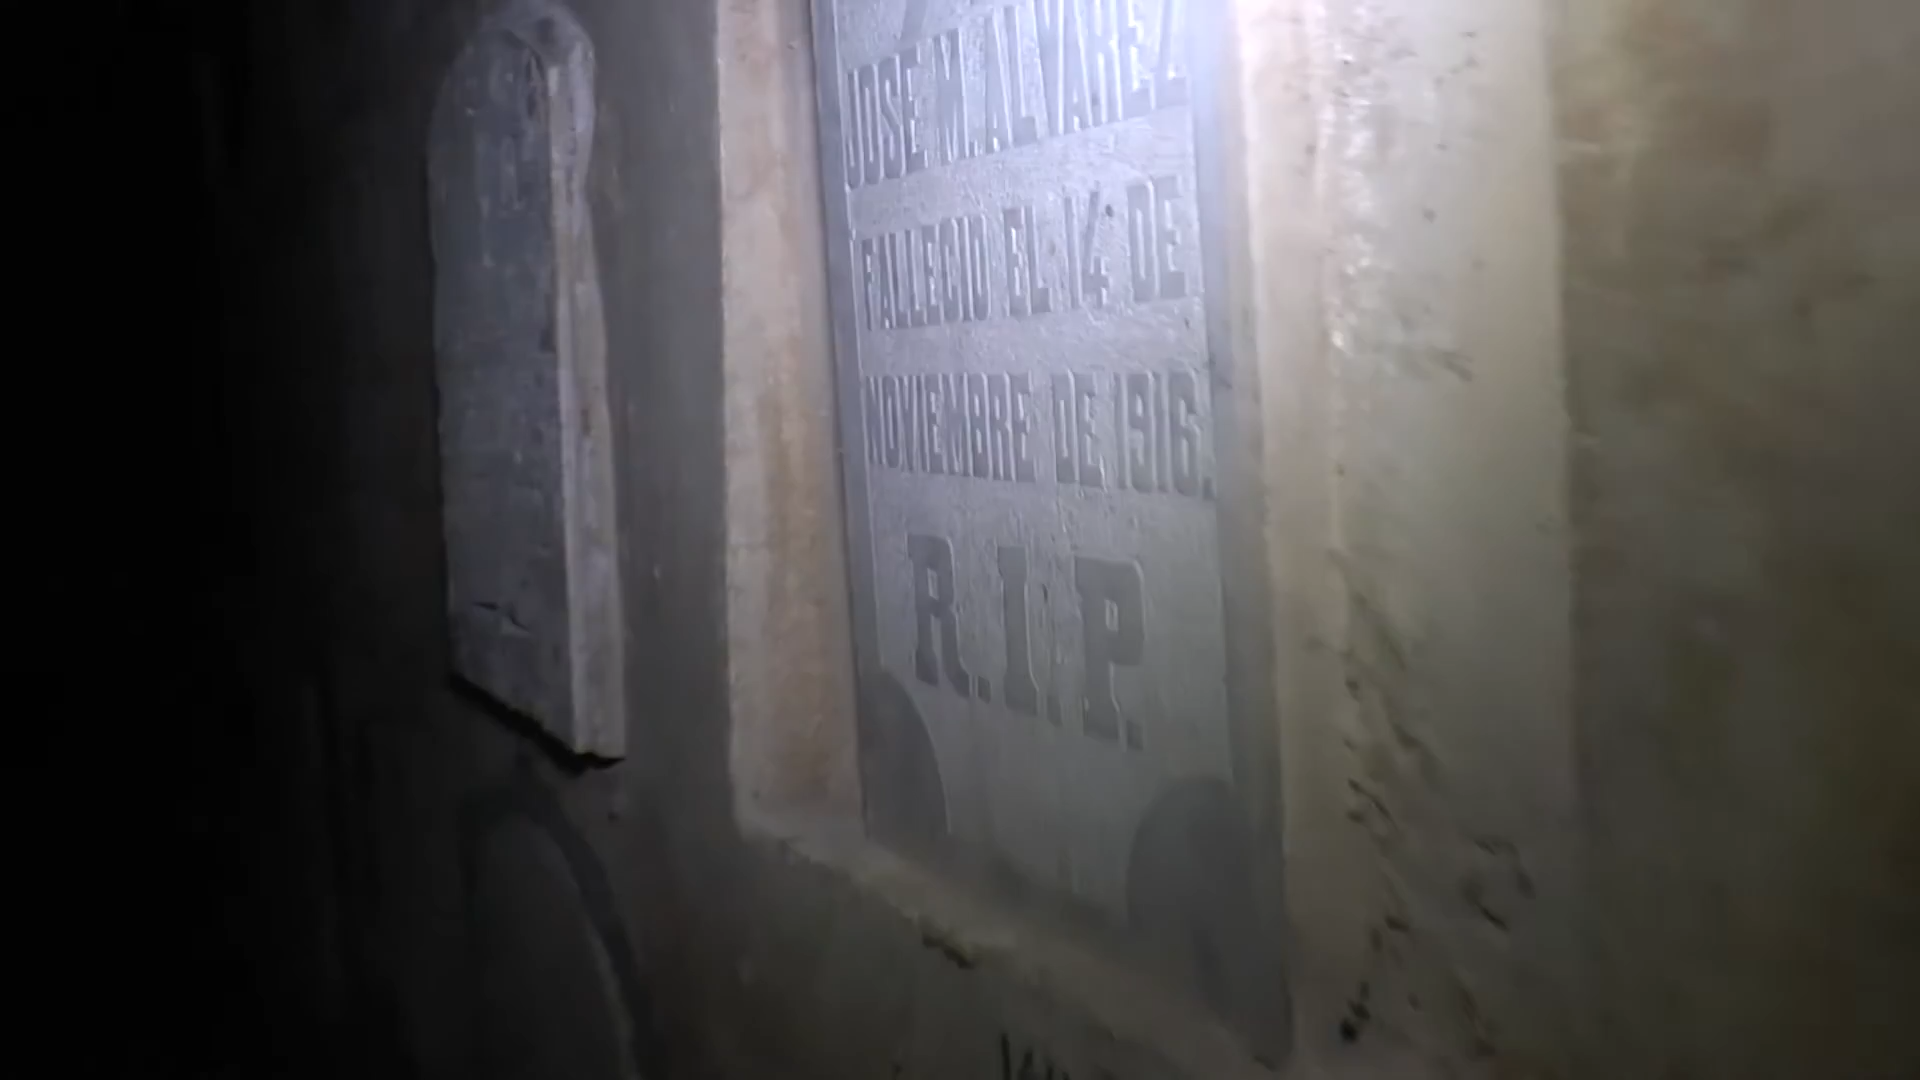 JOSE M. ALVAREZ
FALLECIO EL 14 DE
NOVIEMBRE DE 1916.
R.I.P.